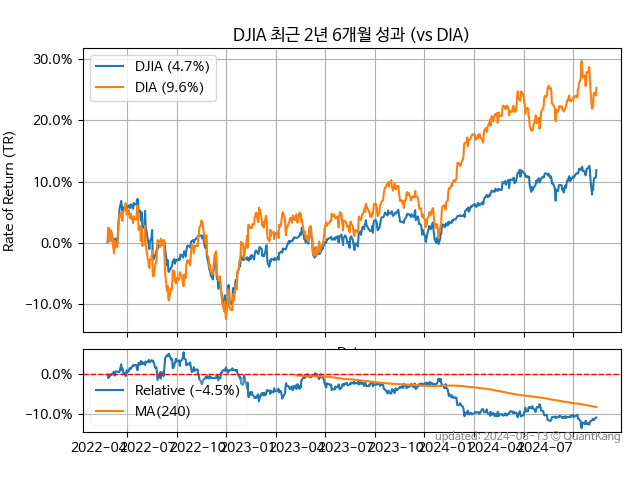 DJIA 최근 2년 6개월 성과 (vs DIA)
Rate of Return (TR)
30.0%
20.0%
10.0%
0.0%
−10.0%
DJIA (4.7%)
DIA (9.6%)
0.0%
−10.0%
Relative (−4.5%)
MA(240)
2022−04
2022−07
2022−10
2023−01
2023−04
2023−07
2023−10
2024−01
2024−04
2024−07
updated: 2024−08−13 © QuantKang